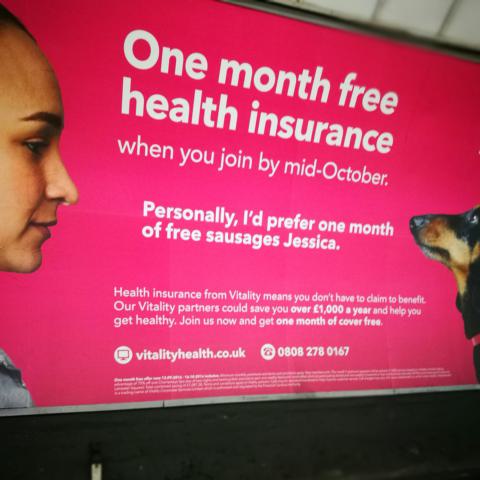 One month free
health insurance
when you join by mid-October.
Personally, I'd prefer one month
of free sausages Jessica.
Health insurance from Vitality means you don't have to claim to benefit.
Our Vitality partners could save you over £1,000 a year and help you
get healthy. Join us now and get one month of cover free.
vitalityhealth.co.uk 0808 278 0167